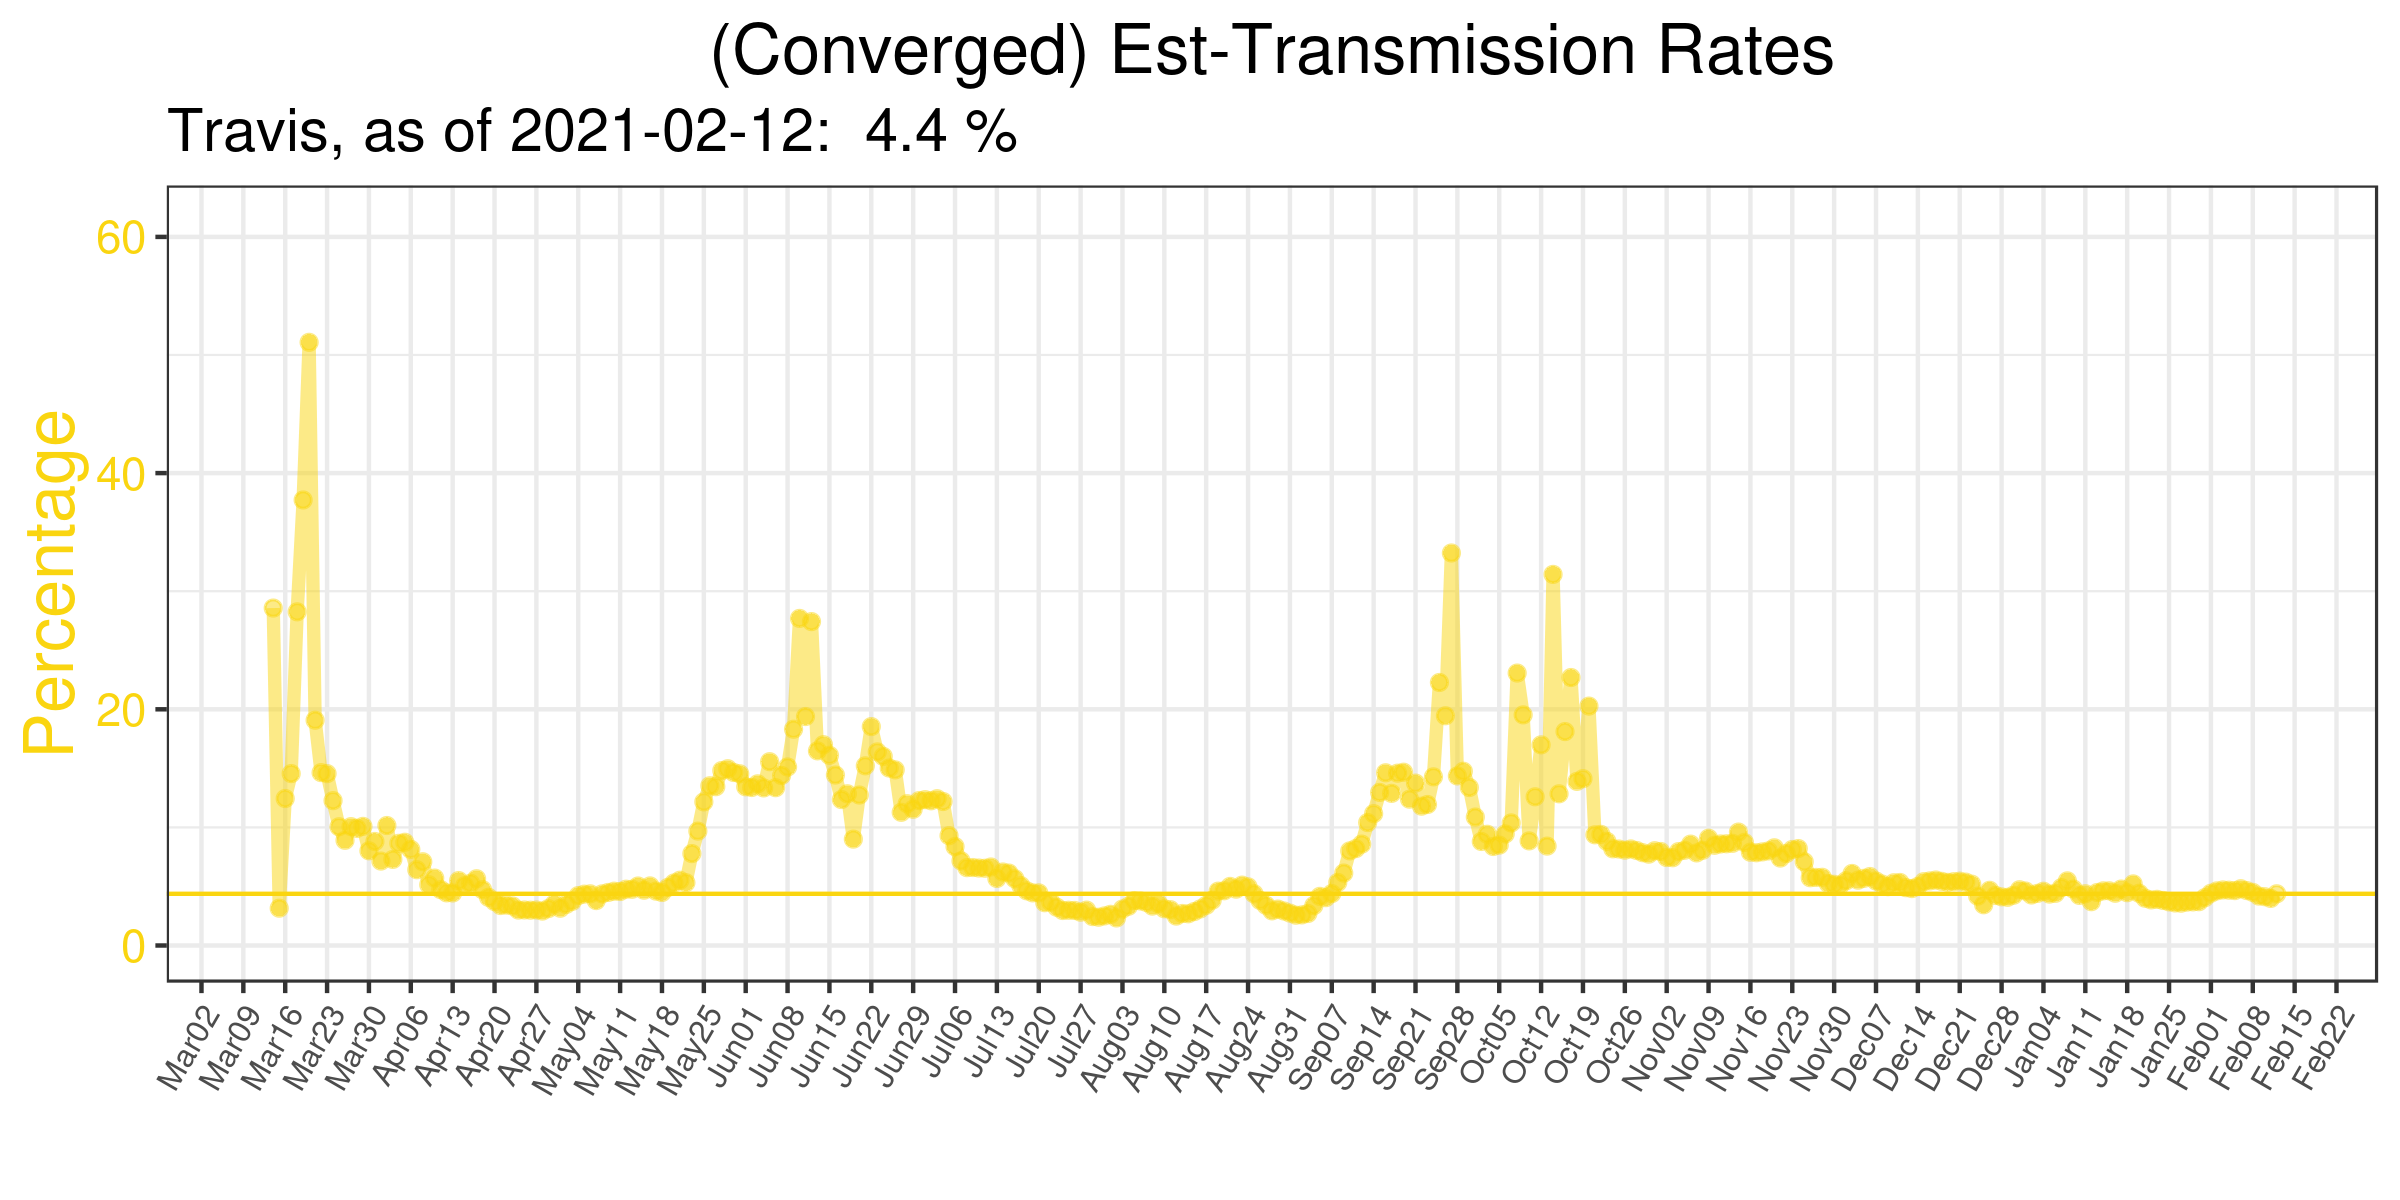 (Converged) Est-Transmission Rates
Travis, as of 2021-02-12:  4.4 %
Percentage
60
40
20
0
Mar02
Mar09
Mar16
Mar23
Mar30
Apr06
Apr13
Apr20
Apr27
May04
May11
May18
May25
Jun01
Jun08
Jun15
Jun22
Jun29
Jul06
Jul13
Jul20
Jul27
Aug03
Aug10
Aug17
Aug24
Aug31
Sep07
Sep14
Sep21
Sep28
Oct05
Oct12
Oct19
Oct26
Nov02
Nov09
Nov16
Nov23
Nov30
Dec07
Dec14
Dec21
Dec28
Jan04
Jan11
Jan18
Jan25
Feb01
Feb08
Feb15
Feb22